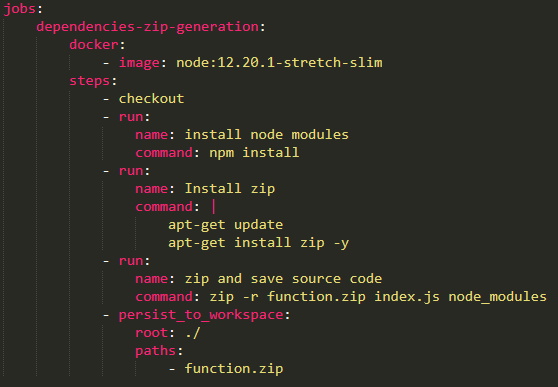 jobs:
    dependencies-zip-generation:
        docker:
            - image: node:12.20.1-stretch-slim
        steps:
            - checkout
            - run:
                name: install node modules
                command: npm install
            - run:
                name: Install zip
                command: |
                    apt-get update
                    apt-get install zip -y
            - run:
                name: zip and save source code
                command: zip -r function.zip index.js node_modules
            - persist_to_workspace:
                root: ./
                paths:
                    - function.zip